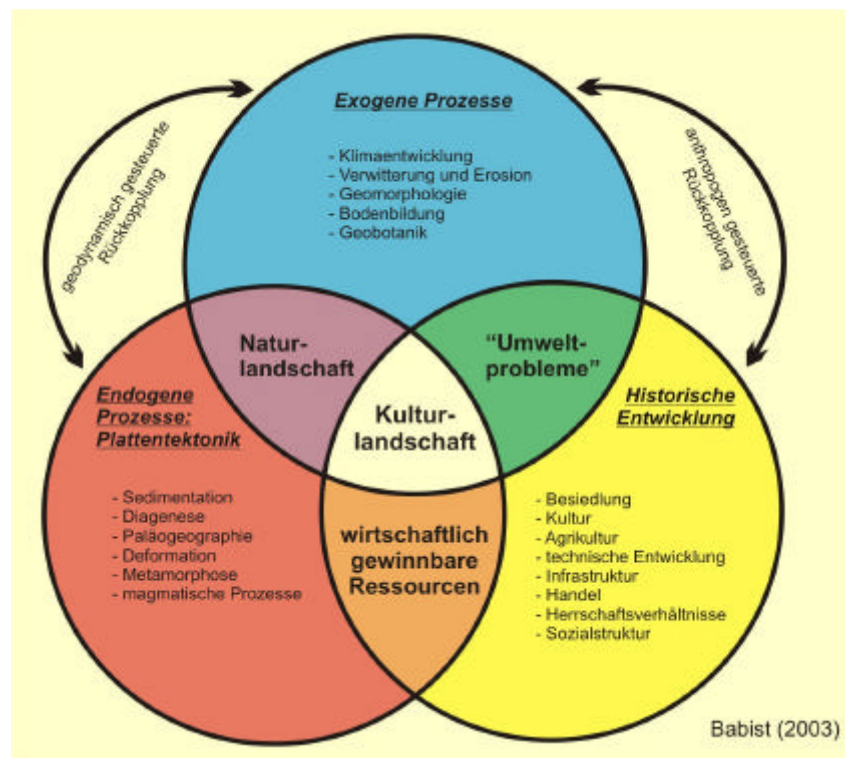 Exogene Prozesse
- Klimaentwicklung
- Verwitterung und Erosion
- Geomorphologie
- Bodenbildung
- Geobotanik
geodynamisch gesteuerte
Rückkopplung
anthropogen gesteuerte
Rückkopplung
Natur-
landschaft
"Umwelt-
probleme"
Kultur-
landschaft
Endogene
Prozesse:
Plattentektonik
- Sedimentation
- Diagenese
- Paläogeographie
- Deformation
- Metamorphose
- magmatische Prozesse
wirtschaftlich
gewinnbare
Ressourcen
Historische
Entwicklung
- Besiedlung
- Kultur
- Agrikultur
- technische Entwicklung
- Infrastruktur
- Handel
- Herrschaftsverhältnisse
- Sozialstruktur
Babist (2003)